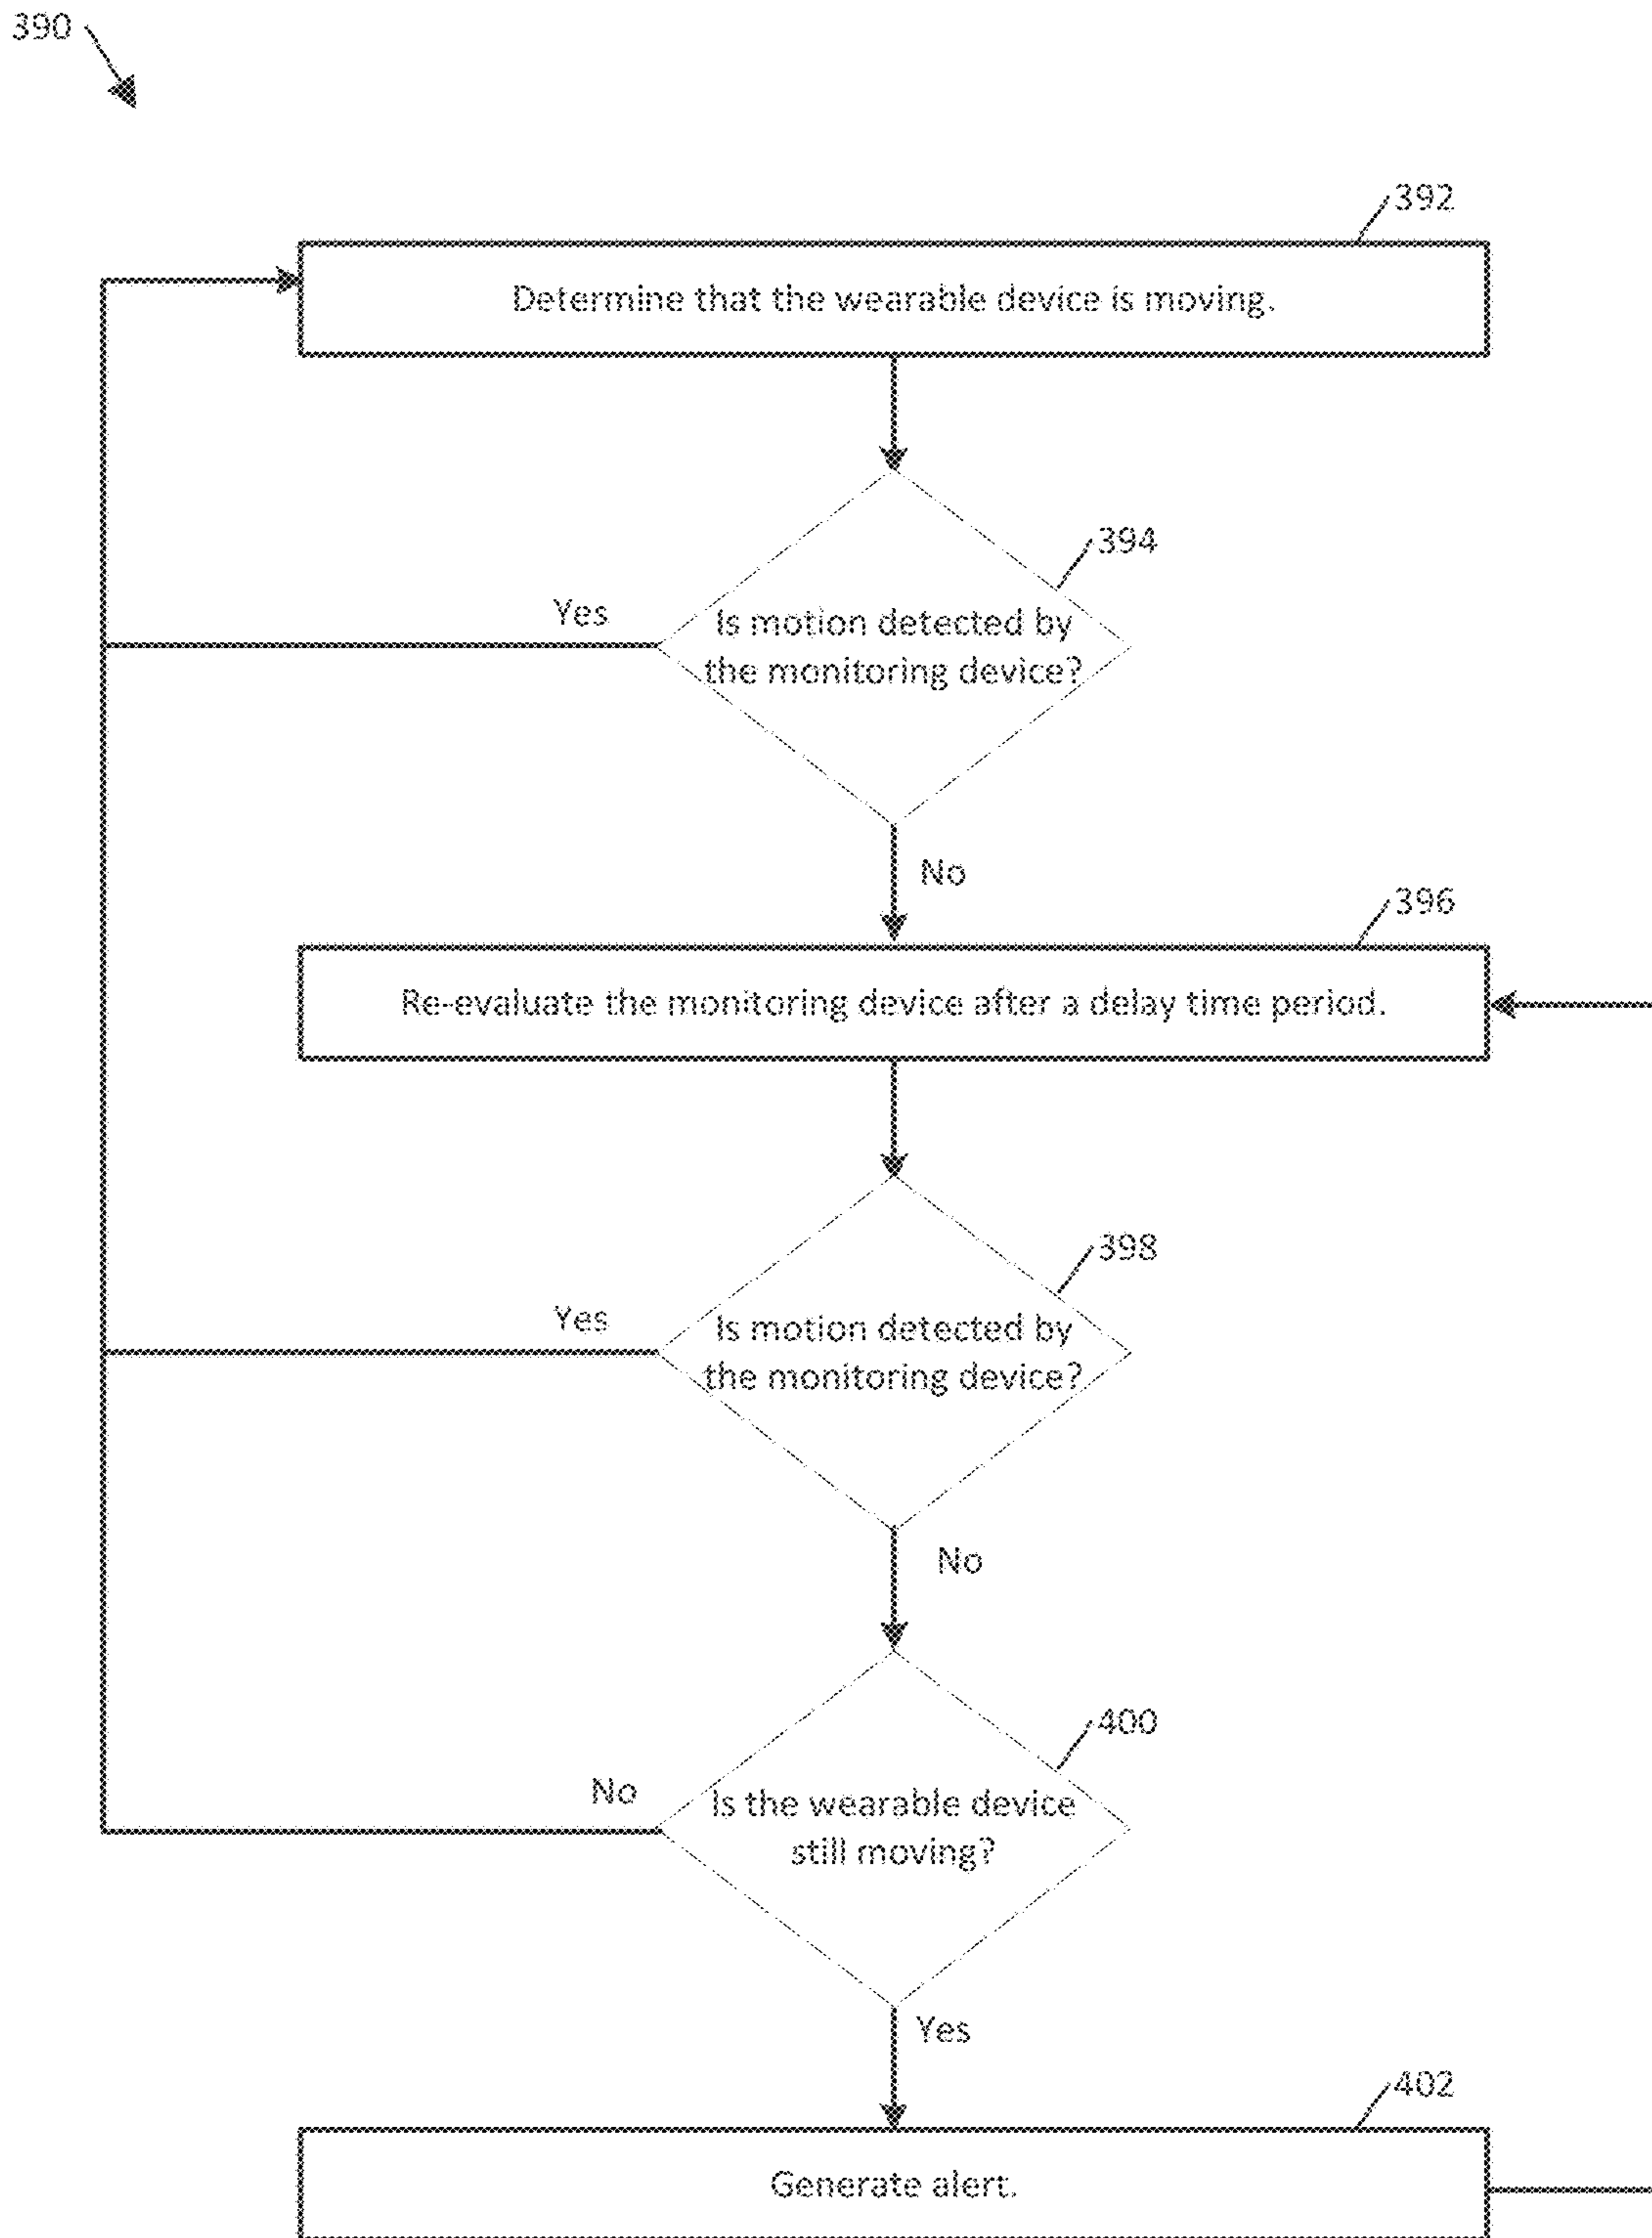 390
392
Determine that the wearable device is moving.
394
Yes
Is motion detected by
the monitoring device?
No
396
Re-evaluate the monitoring device after a delay time period.
398
Yes
Is motion detected by
the monitoring device?
No
400
No
Is the wearable device
still moving?
Yes
402
Generate alert.